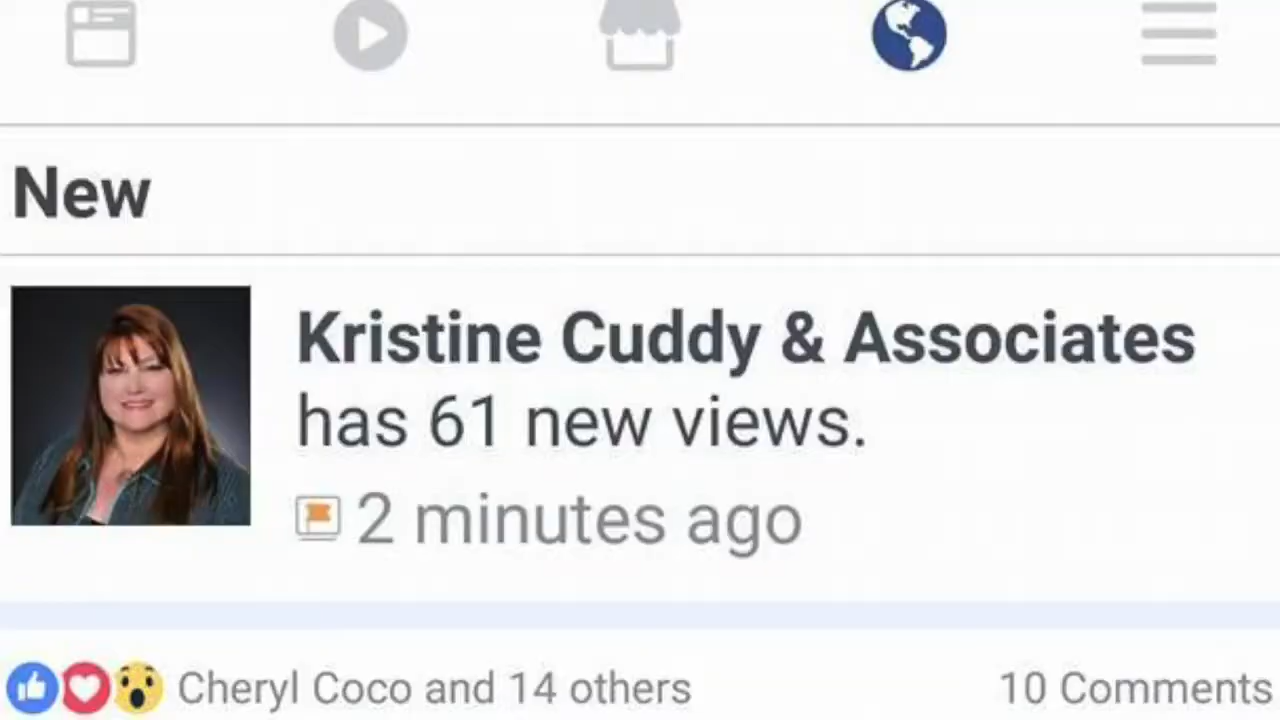 New
Kristine Cuddy & Associates
has 61 new views.
2 minutes ago
Cheryl Coco and 14 others
10 Comments